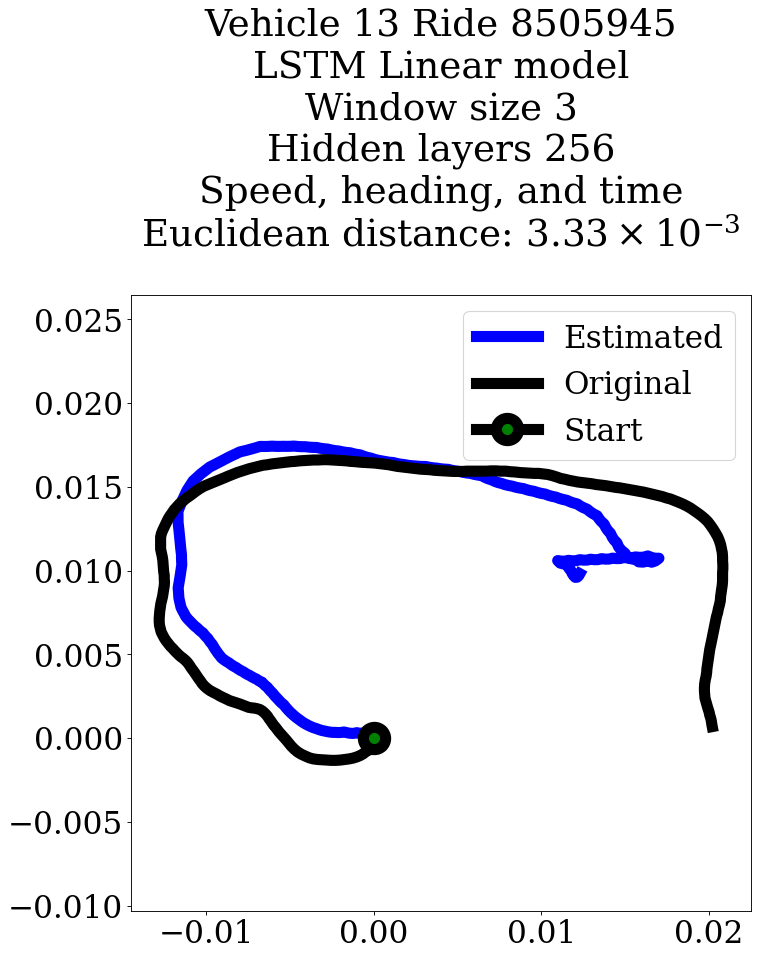 Vehicle 13 Ride 8505945
LSTM Linear model
Window size 3
Hidden layers 256
Speed, heading, and time
Euclidean distance: 3.33 × 10⁻³
Estimated
Original
Start
0.025
0.020
0.015
0.010
0.005
0.000
−0.005
−0.010
−0.01 0.00 0.01 0.02